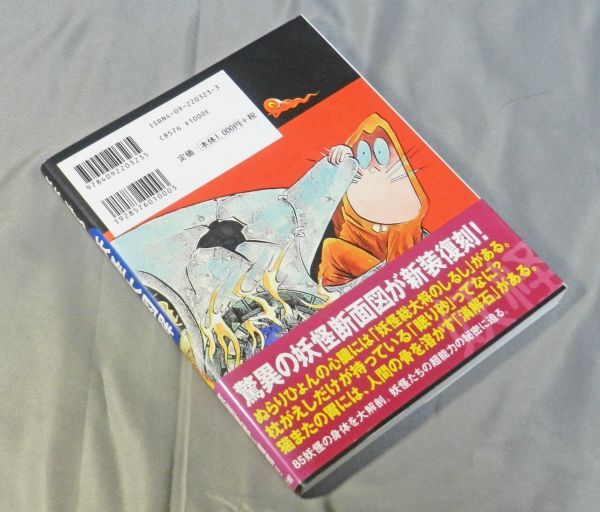 ISBN4-09-220323-3
C8576 ¥1000E
定価 本体1,000円+税
9784092203235
1928576010003
驚異の妖怪断面図が新装復刻!
ぬらりひょんの心臓には「妖怪総大将のしるし」がある。
枕がえしだけが持っている「眠り砂」ってなに?
猫またの胃には、人間の骨を溶かす「消骨石」がある。
85妖怪の身体を大解剖。妖怪たちの超能力の秘密に迫る。